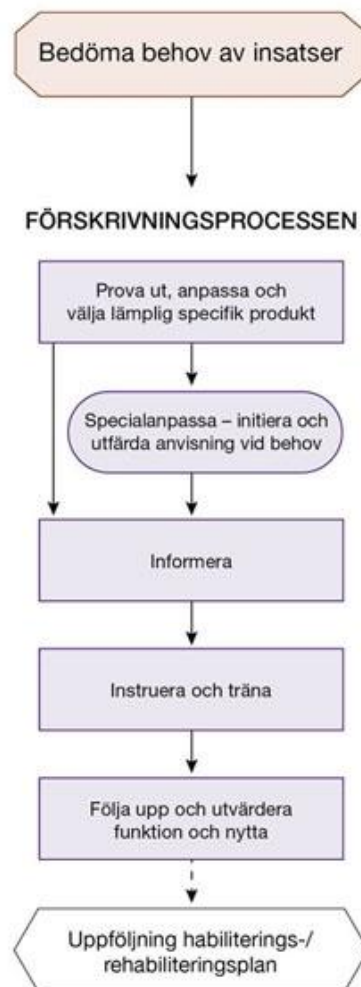 Bedöma behov av insatser
FÖRSKRIVNINGSPROCESSEN
Prova ut, anpassa och
välja lämplig specifik produkt
Specialanpassa – initiera och
utfärda anvisning vid behov
Informera
Instruera och träna
Följa upp och utvärdera
funktion och nytta
Uppföljning habiliterings-/
rehabiliteringsplan